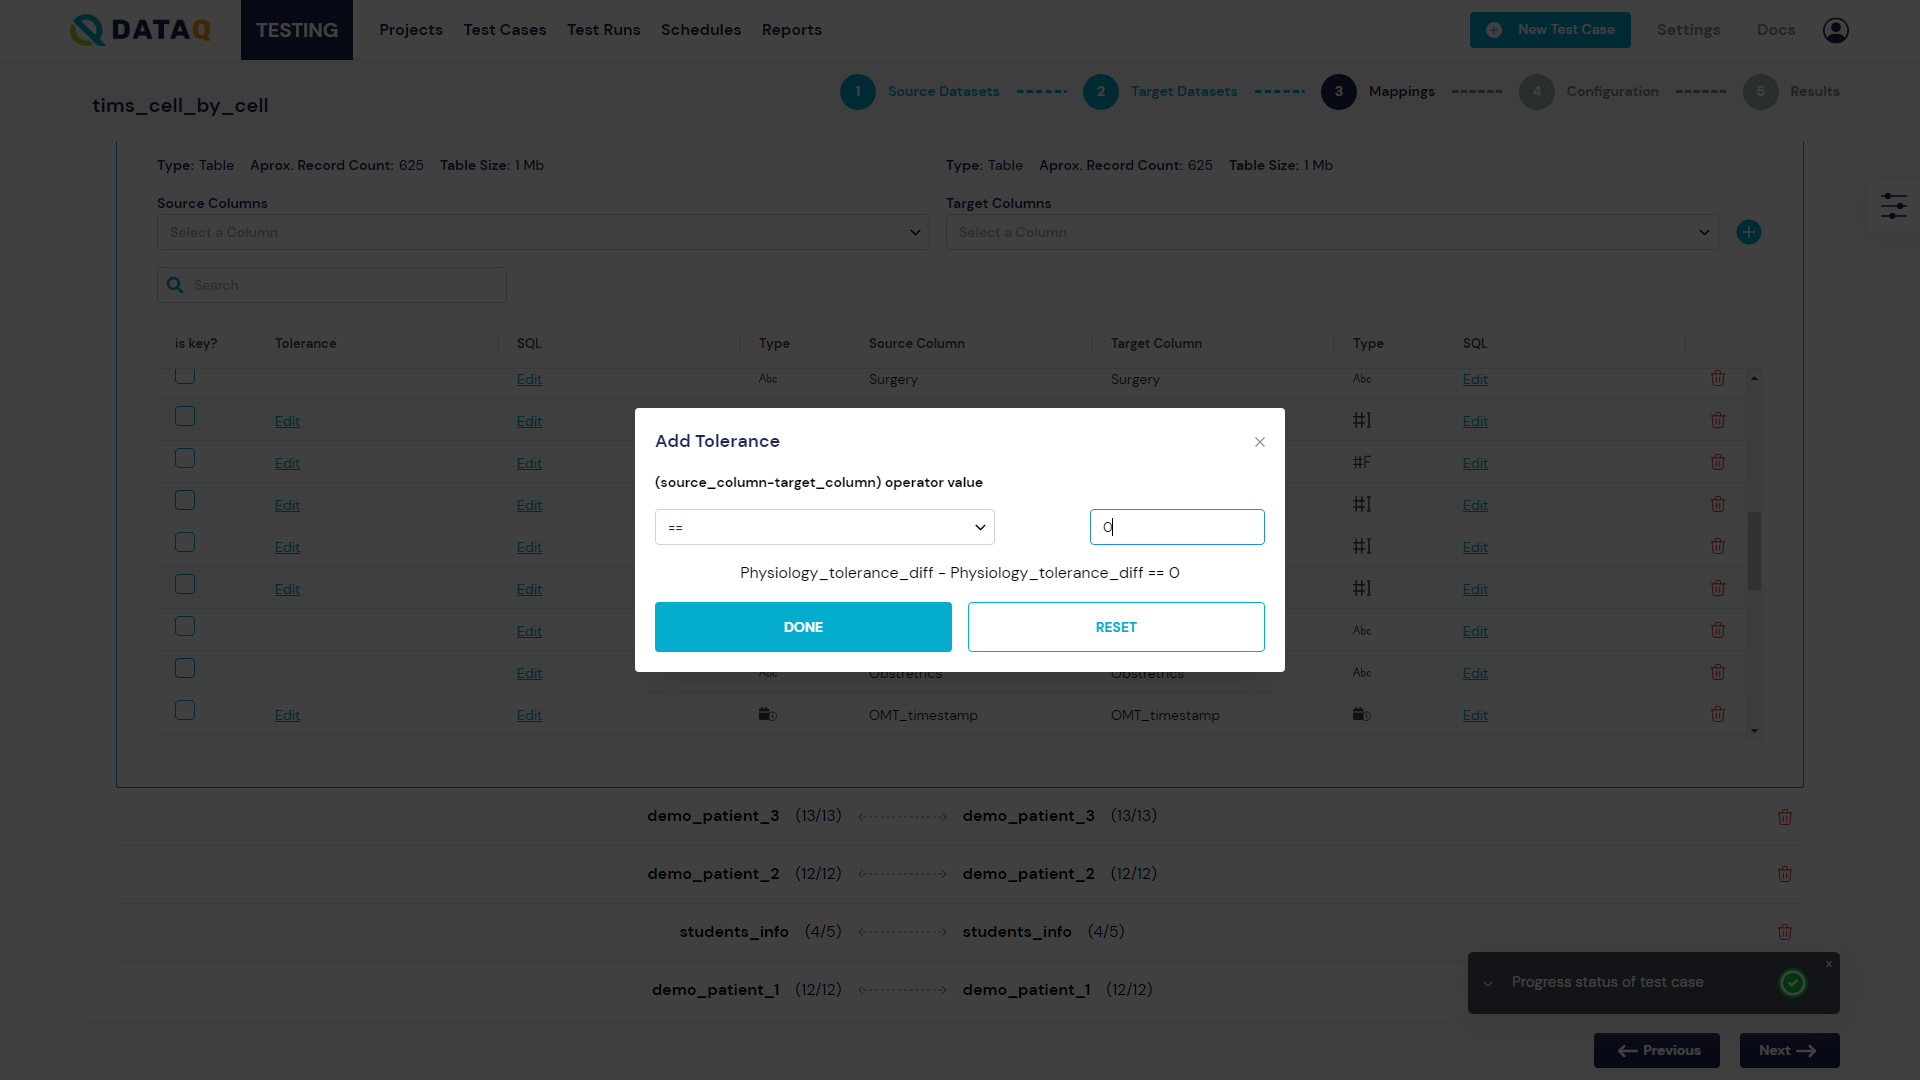 DATAQ TESTING Projects Test Cases Test Runs Schedules Reports New Test Case Settings Docs
tims_cell_by_cell 1 Source Datasets 2 Target Datasets 3 Mappings 4 Configuration 5 Results
Type: Table Aprox. Record Count: 625 Table Size: 1 Mb Type: Table Aprox. Record Count: 625 Table Size: 1 Mb
Source Columns Target Columns
Select a Column Select a Column
Search
is key? Tolerance SQL Type Source Column Target Column Type SQL
Edit Abc Surgery Surgery Abc Edit
Edit Edit #I Edit
Edit Edit #F Edit
Edit Edit #I Edit
Edit Edit #I Edit
Edit Edit #I Edit
Edit Abc Edit
Edit Abc Obstretrics Obstretrics Abc Edit
Edit Edit OMT_timestamp OMT_timestamp Edit
Add Tolerance
(source_column-target_column) operator value
== 0
Physiology_tolerance_diff - Physiology_tolerance_diff == 0
DONE RESET
demo_patient_3 (13/13) demo_patient_3 (13/13)
demo_patient_2 (12/12) demo_patient_2 (12/12)
students_info (4/5) students_info (4/5)
demo_patient_1 (12/12) demo_patient_1 (12/12)
Progress status of test case x
Previous Next